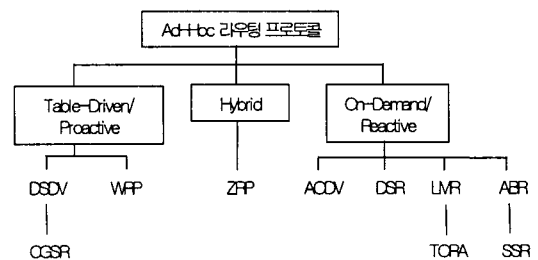 Ad-Hoc 라우팅 프로토콜
Table-Driven/
Proactive
Hybrid
On-Demand/
Reactive
DSDV WRP ZRP AODV DSR LMR ABR
CGSR TORA SSR